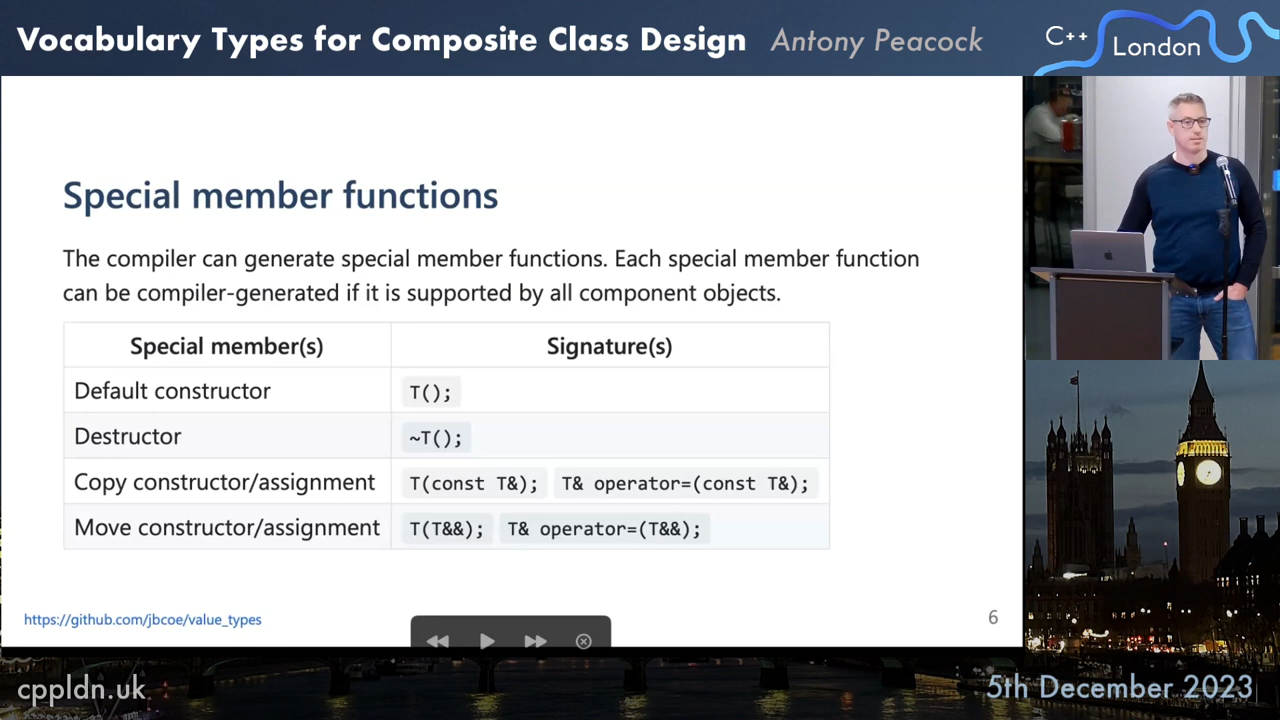 Vocabulary Types for Composite Class Design Antony Peacock
C++ London
Special member functions
The compiler can generate special member functions. Each special member function
can be compiler-generated if it is supported by all component objects.
Special member(s) Signature(s)
Default constructor T();
Destructor ~T();
Copy constructor/assignment T(const T&); T& operator=(const T&);
Move constructor/assignment T(T&&); T& operator=(T&&);
https://github.com/jbcoe/value_types 6
cppldn.uk 5th December 2023